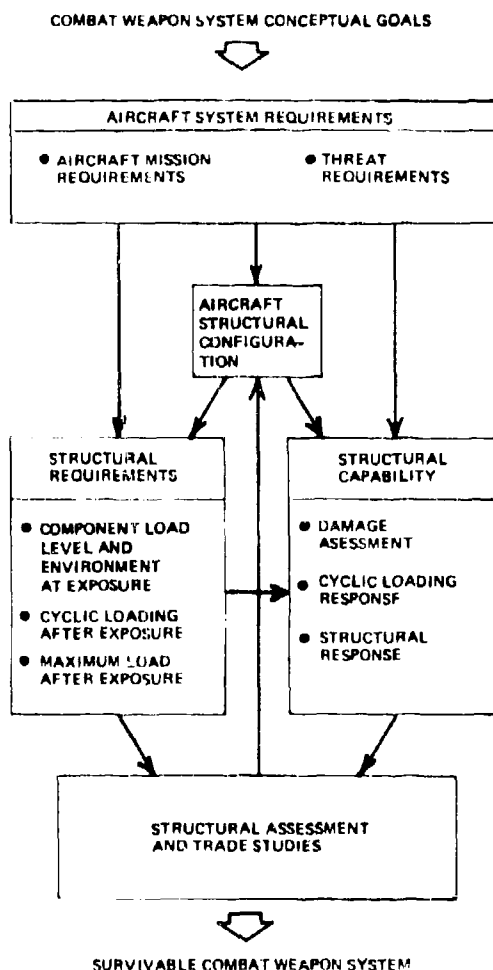 COMBAT WEAPON SYSTEM CONCEPTUAL GOALS
AIRCRAFT SYSTEM REQUIREMENTS
● AIRCRAFT MISSION
REQUIREMENTS
● THREAT
REQUIREMENTS
AIRCRAFT
STRUCTURAL
CONFIGURA-
TION
STRUCTURAL
REQUIREMENTS
● COMPONENT LOAD
LEVEL AND
ENVIRONMENT
AT EXPOSURE
● CYCLIC LOADING
AFTER EXPOSURE
● MAXIMUM LOAD
AFTER EXPOSURE
STRUCTURAL
CAPABILITY
● DAMAGE
ASESSMENT
● CYCLIC LOADING
RESPONSE
● STRUCTURAL
RESPONSE
STRUCTURAL ASSESSMENT
AND TRADE STUDIES
SURVIVABLE COMBAT WEAPON SYSTEM